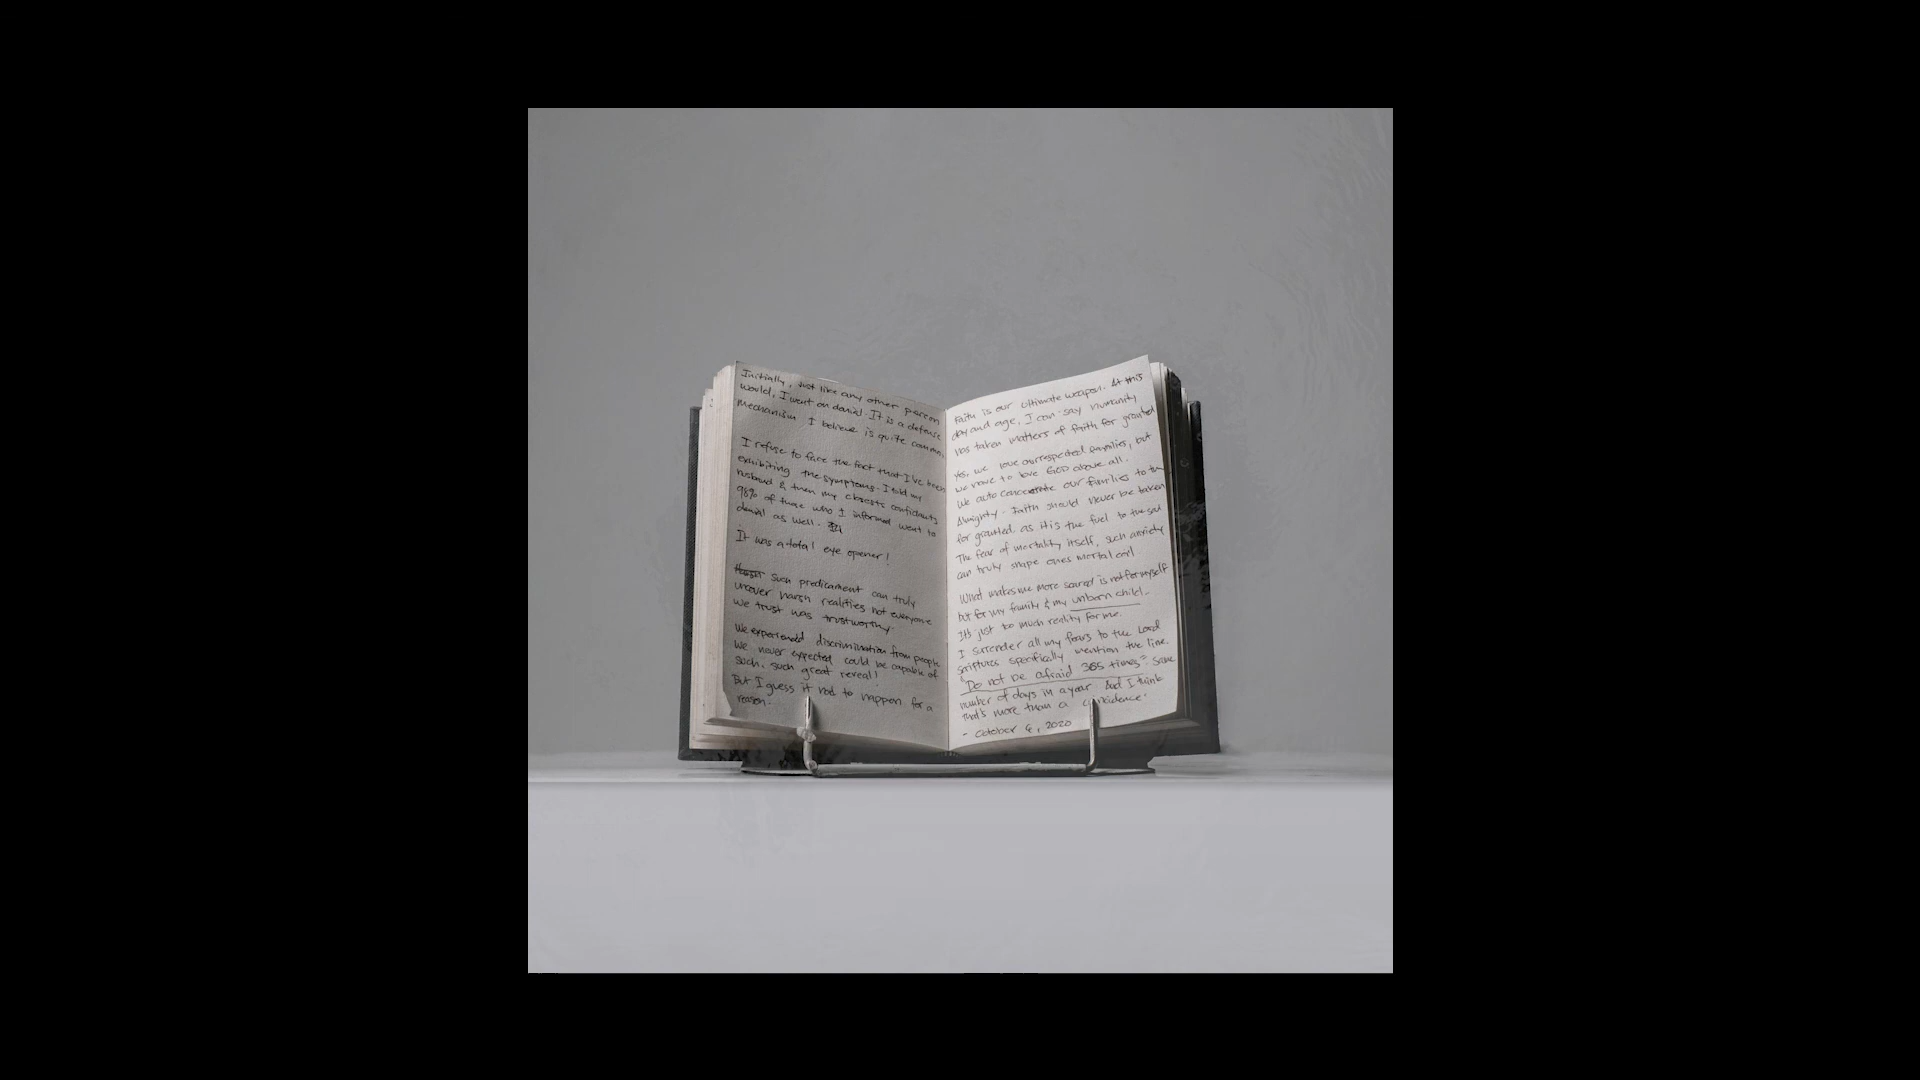 Initially, just like any other person
would, I went on denial. It is a defense
mechanism I believe is quite common.
I refuse to face the fact that I've been
exhibiting the symptoms. I told my
husband & then my closests confidants
98% of those who I informed went to
denial as well.
It was a total eye opener!
such predicament can truly
uncover harsh realities not everyone
we trust was trustworthy
We experienced discrimination from people
we never expected could be capable of
such, such great reveal!
But I guess it had to happen for a
reason.
Faith is our ultimate weapon. At this
day and age, I can say humanity
has taken matters of faith for granted
Yes, we love our respected families, but
we have to love GOD above all.
We auto our families to the
Almighty. Faith should never be taken
for granted. as it is the fuel to the soul
The fear of mortality itself, such anxiety
can truly shape ones mortal
What makes me more scared is not for myself
but for my family & my unborn child.
It's just too much reality for me.
I surrender all my fears to the Lord
scriptures specifically mention the line.
"Do not be afraid 365 times". Same
number of days in a year. And I think
that's more than a coincidence.
- October 2020